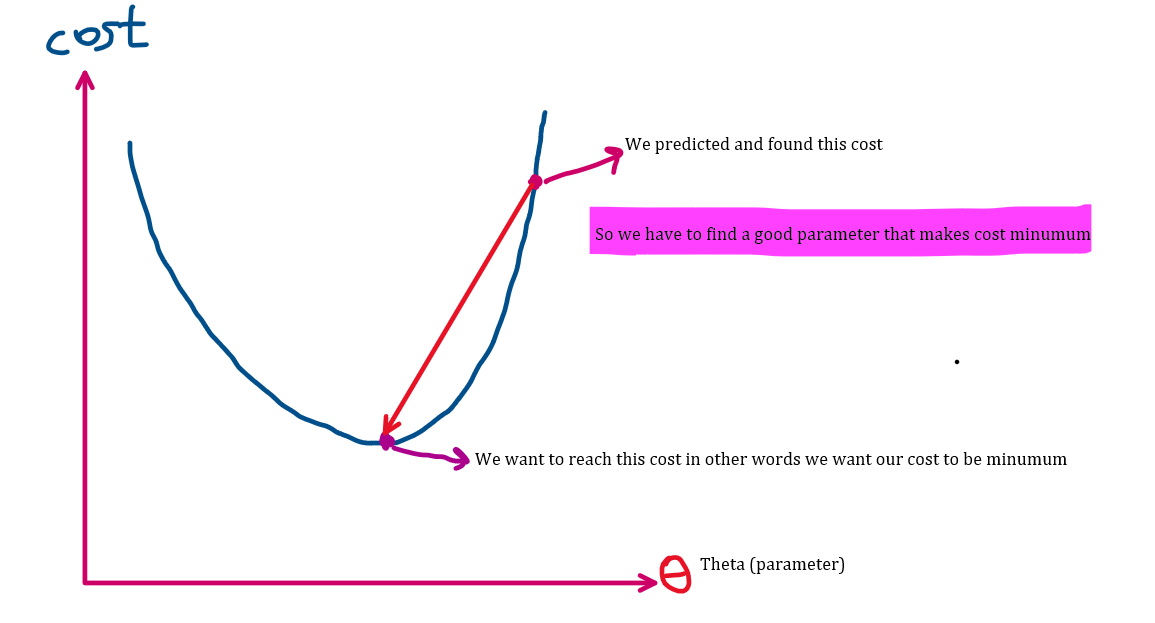 cost
We predicted and found this cost
So we have to find a good parameter that makes cost minumum
We want to reach this cost in other words we want our cost to be minumum
Θ Theta (parameter)